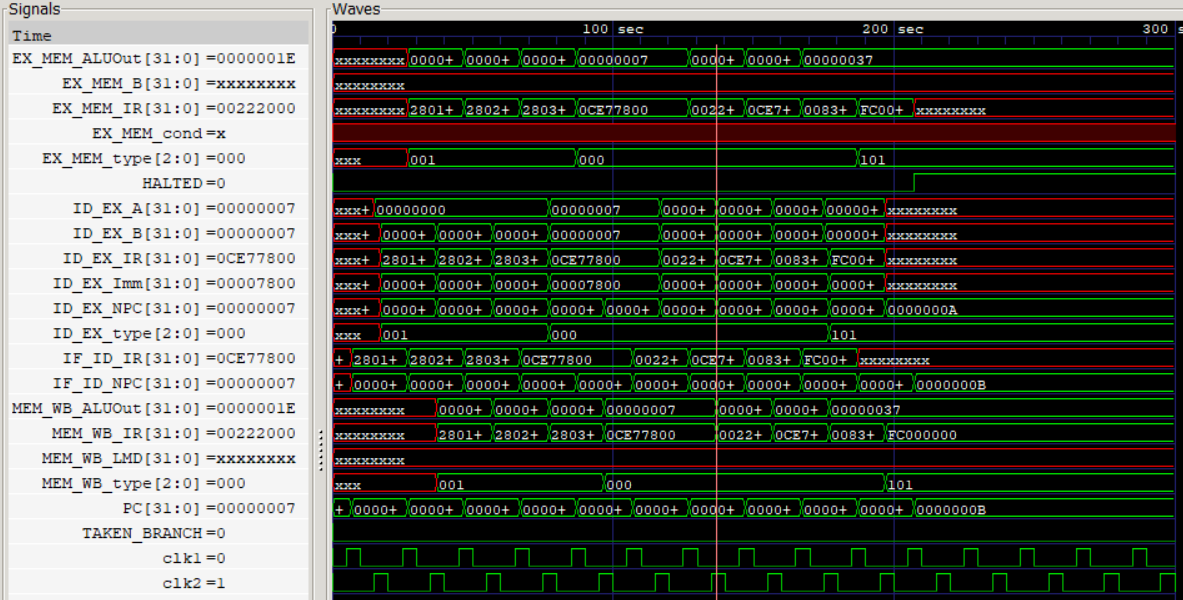 Signals Waves
Time 0 100 sec 200 sec 300 s
EX_MEM_ALUOut[31:0] =0000001E xxxxxxxx 0000+ 0000+ 0000+ 00000007 0000+ 0000+ 00000037
EX_MEM_B[31:0] =xxxxxxxx xxxxxxxx
EX_MEM_IR[31:0] =00222000 xxxxxxxx 2801+ 2802+ 2803+ 0CE77800 0022+ 0CE7+ 0083+ FC00+ xxxxxxxx
EX_MEM_cond =x
EX_MEM_type[2:0] =000 xxx 001 000 101
HALTED =0
ID_EX_A[31:0] =00000007 xxx+ 00000000 00000007 0000+ 0000+ 0000+ 00000+ xxxxxxxx
ID_EX_B[31:0] =00000007 xxx+ 0000+ 0000+ 0000+ 00000007 0000+ 0000+ 0000+ 00000+ xxxxxxxx
ID_EX_IR[31:0] =0CE77800 xxx+ 2801+ 2802+ 2803+ 0CE77800 0022+ 0CE7+ 0083+ FC00+ xxxxxxxx
ID_EX_Imm[31:0] =00007800 xxx+ 0000+ 0000+ 0000+ 00007800 0000+ 0000+ 0000+ 0000+ xxxxxxxx
ID_EX_NPC[31:0] =00000007 xxx+ 0000+ 0000+ 0000+ 0000+ 0000+ 0000+ 0000+ 0000+ 0000+ 0000000A
ID_EX_type[2:0] =000 xxx 001 000 101
IF_ID_IR[31:0] =0CE77800 + 2801+ 2802+ 2803+ 0CE77800 0022+ 0CE7+ 0083+ FC00+ xxxxxxxx
IF_ID_NPC[31:0] =00000007 + 0000+ 0000+ 0000+ 0000+ 0000+ 0000+ 0000+ 0000+ 0000+ 0000+ 0000000B
MEM_WB_ALUOut[31:0] =0000001E xxxxxxxx 0000+ 0000+ 0000+ 00000007 0000+ 0000+ 00000037
MEM_WB_IR[31:0] =00222000 xxxxxxxx 2801+ 2802+ 2803+ 0CE77800 0022+ 0CE7+ 0083+ FC000000
MEM_WB_LMD[31:0] =xxxxxxxx xxxxxxxx
MEM_WB_type[2:0] =000 xxx 001 000 101
PC[31:0] =00000007 + 0000+ 0000+ 0000+ 0000+ 0000+ 0000+ 0000+ 0000+ 0000+ 0000+ 0000000B
TAKEN_BRANCH =0
clk1 =0
clk2 =1